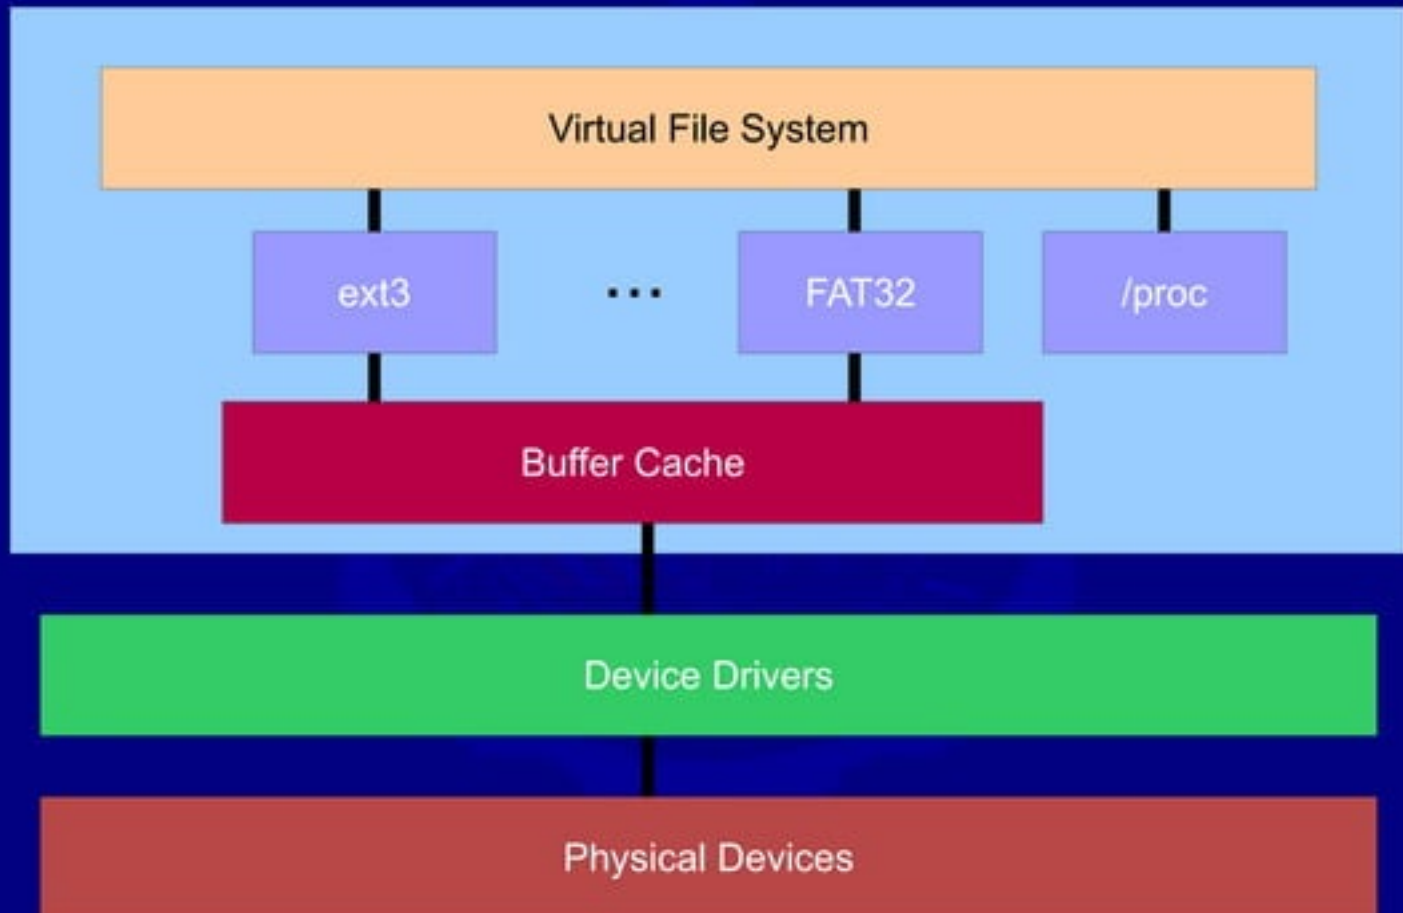 Virtual File System
ext3
...
FAT32
/proc
Buffer Cache
Device Drivers
Physical Devices